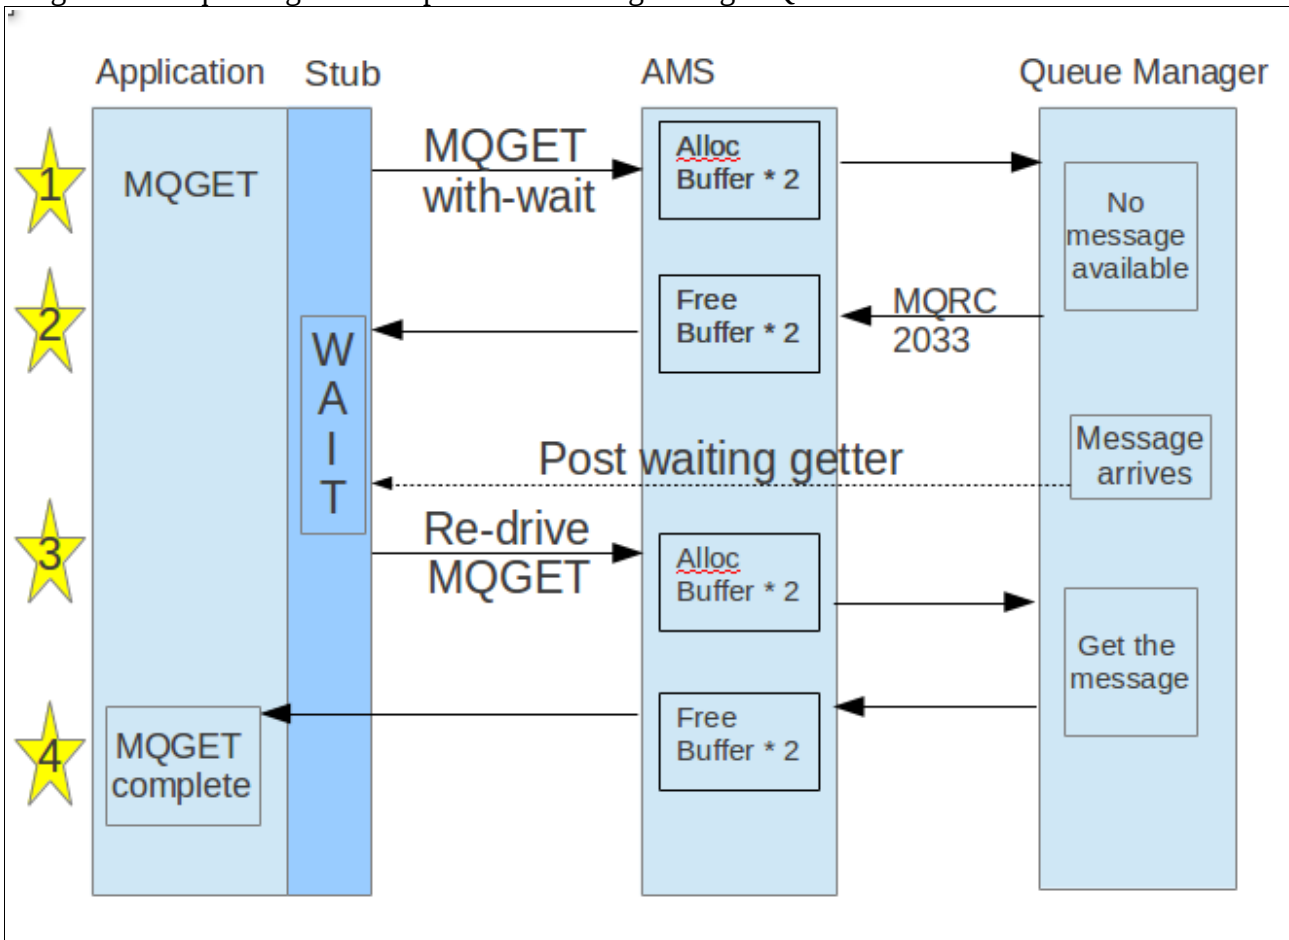 Application
Stub
AMS
Queue Manager
1
MQGET
MQGET
with-wait
Alloc
Buffer * 2
No
message
available
2
W
A
I
T
Free
Buffer * 2
MQRC
2033
Post waiting getter
Message
arrives
3
Re-drive
MQGET
Alloc
Buffer * 2
Get the
message
4
MQGET
complete
Free
Buffer * 2